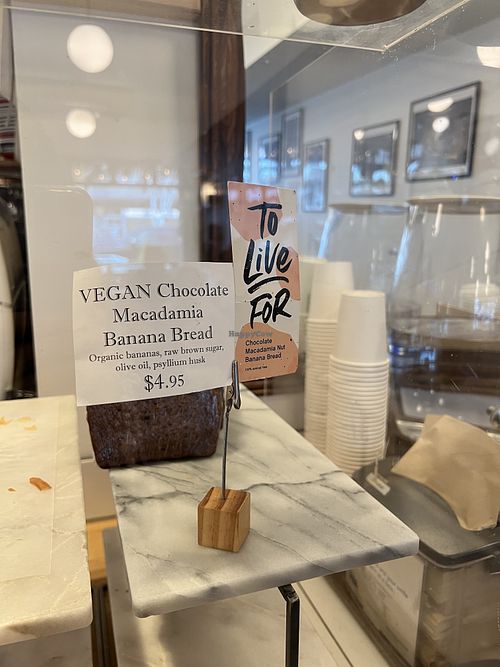 VEGAN Chocolate
Macadamia
Banana Bread
Organic bananas, raw brown sugar,
olive oil, psyllium husk
$4.95
To
Live
FOR
Chocolate
Macadamia Nut
Banana Bread
HappyCow